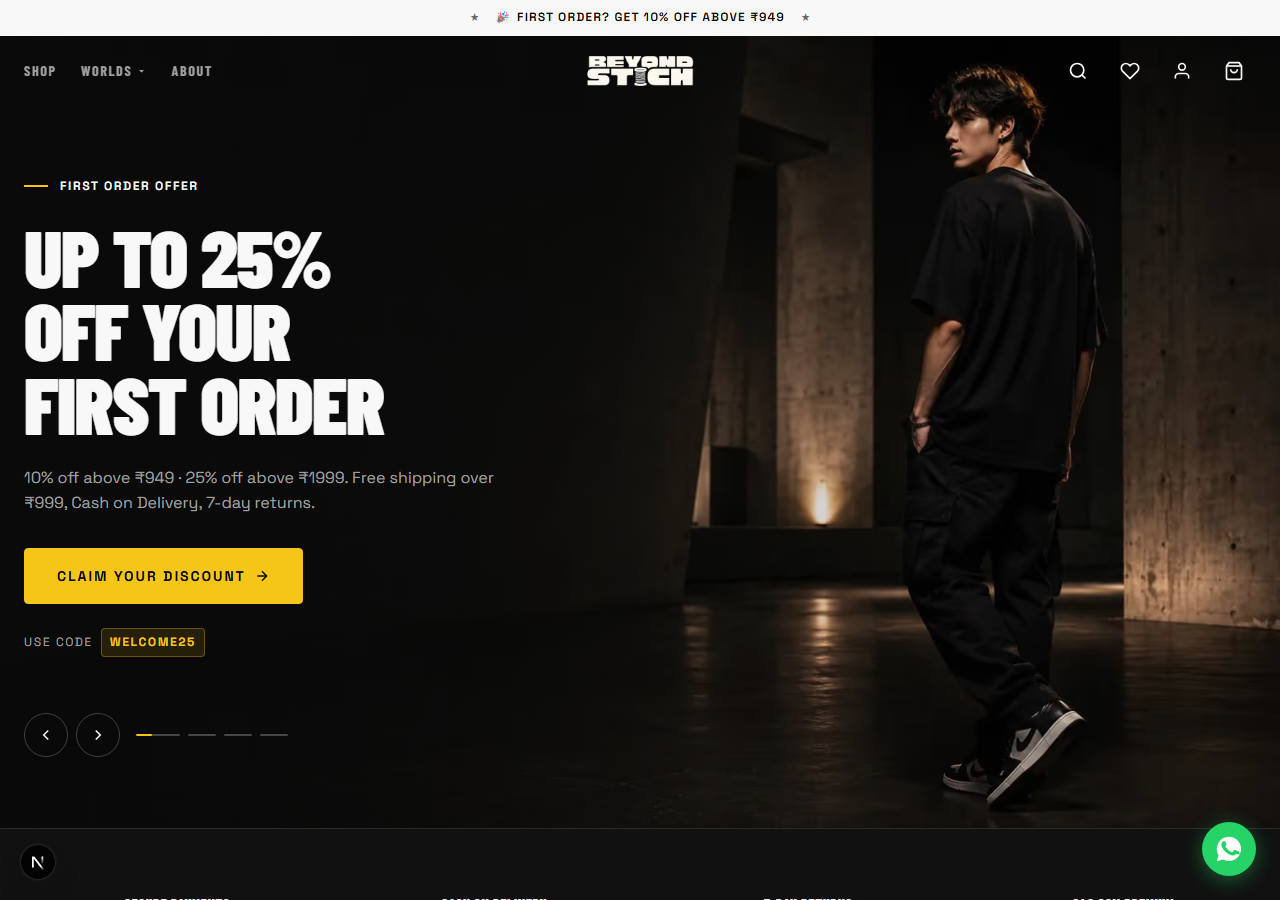 FIRST ORDER? GET 10% OFF ABOVE ₹949
SHOP WORLDS ABOUT
BEYOND
STICH
FIRST ORDER OFFER
UP TO 25%
OFF YOUR
FIRST ORDER
10% off above ₹949 · 25% off above ₹1999. Free shipping over
₹999, Cash on Delivery, 7-day returns.
CLAIM YOUR DISCOUNT →
USE CODE WELCOME25
N